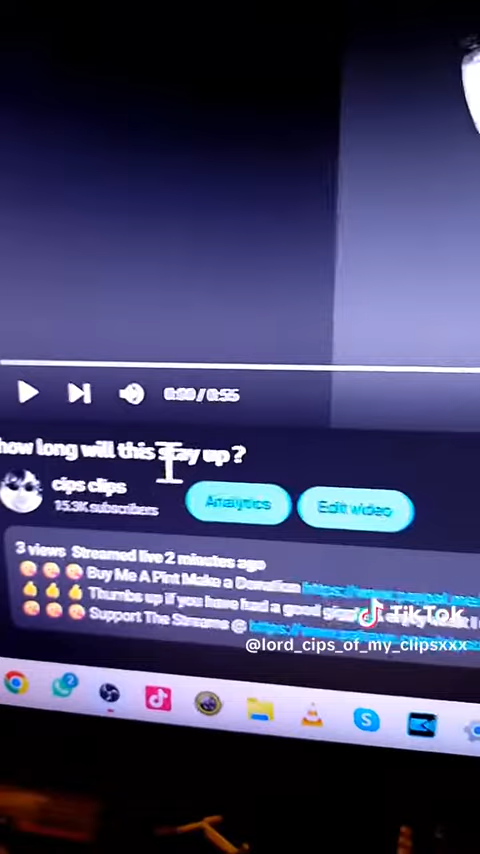 0:00 / 0:55
how long will this stay up ?
cips clips
15.3K subscribers
Analytics
Edit video
3 views Streamed live 2 minutes ago
😘 😘 😘 Buy Me A Pint Make a Donation
👍 👍 👍 Thumbs up if you have had a good
😘 😘 😘 Support The Streams @
TikTok
@lord_cips_of_my_clipsxxx
2